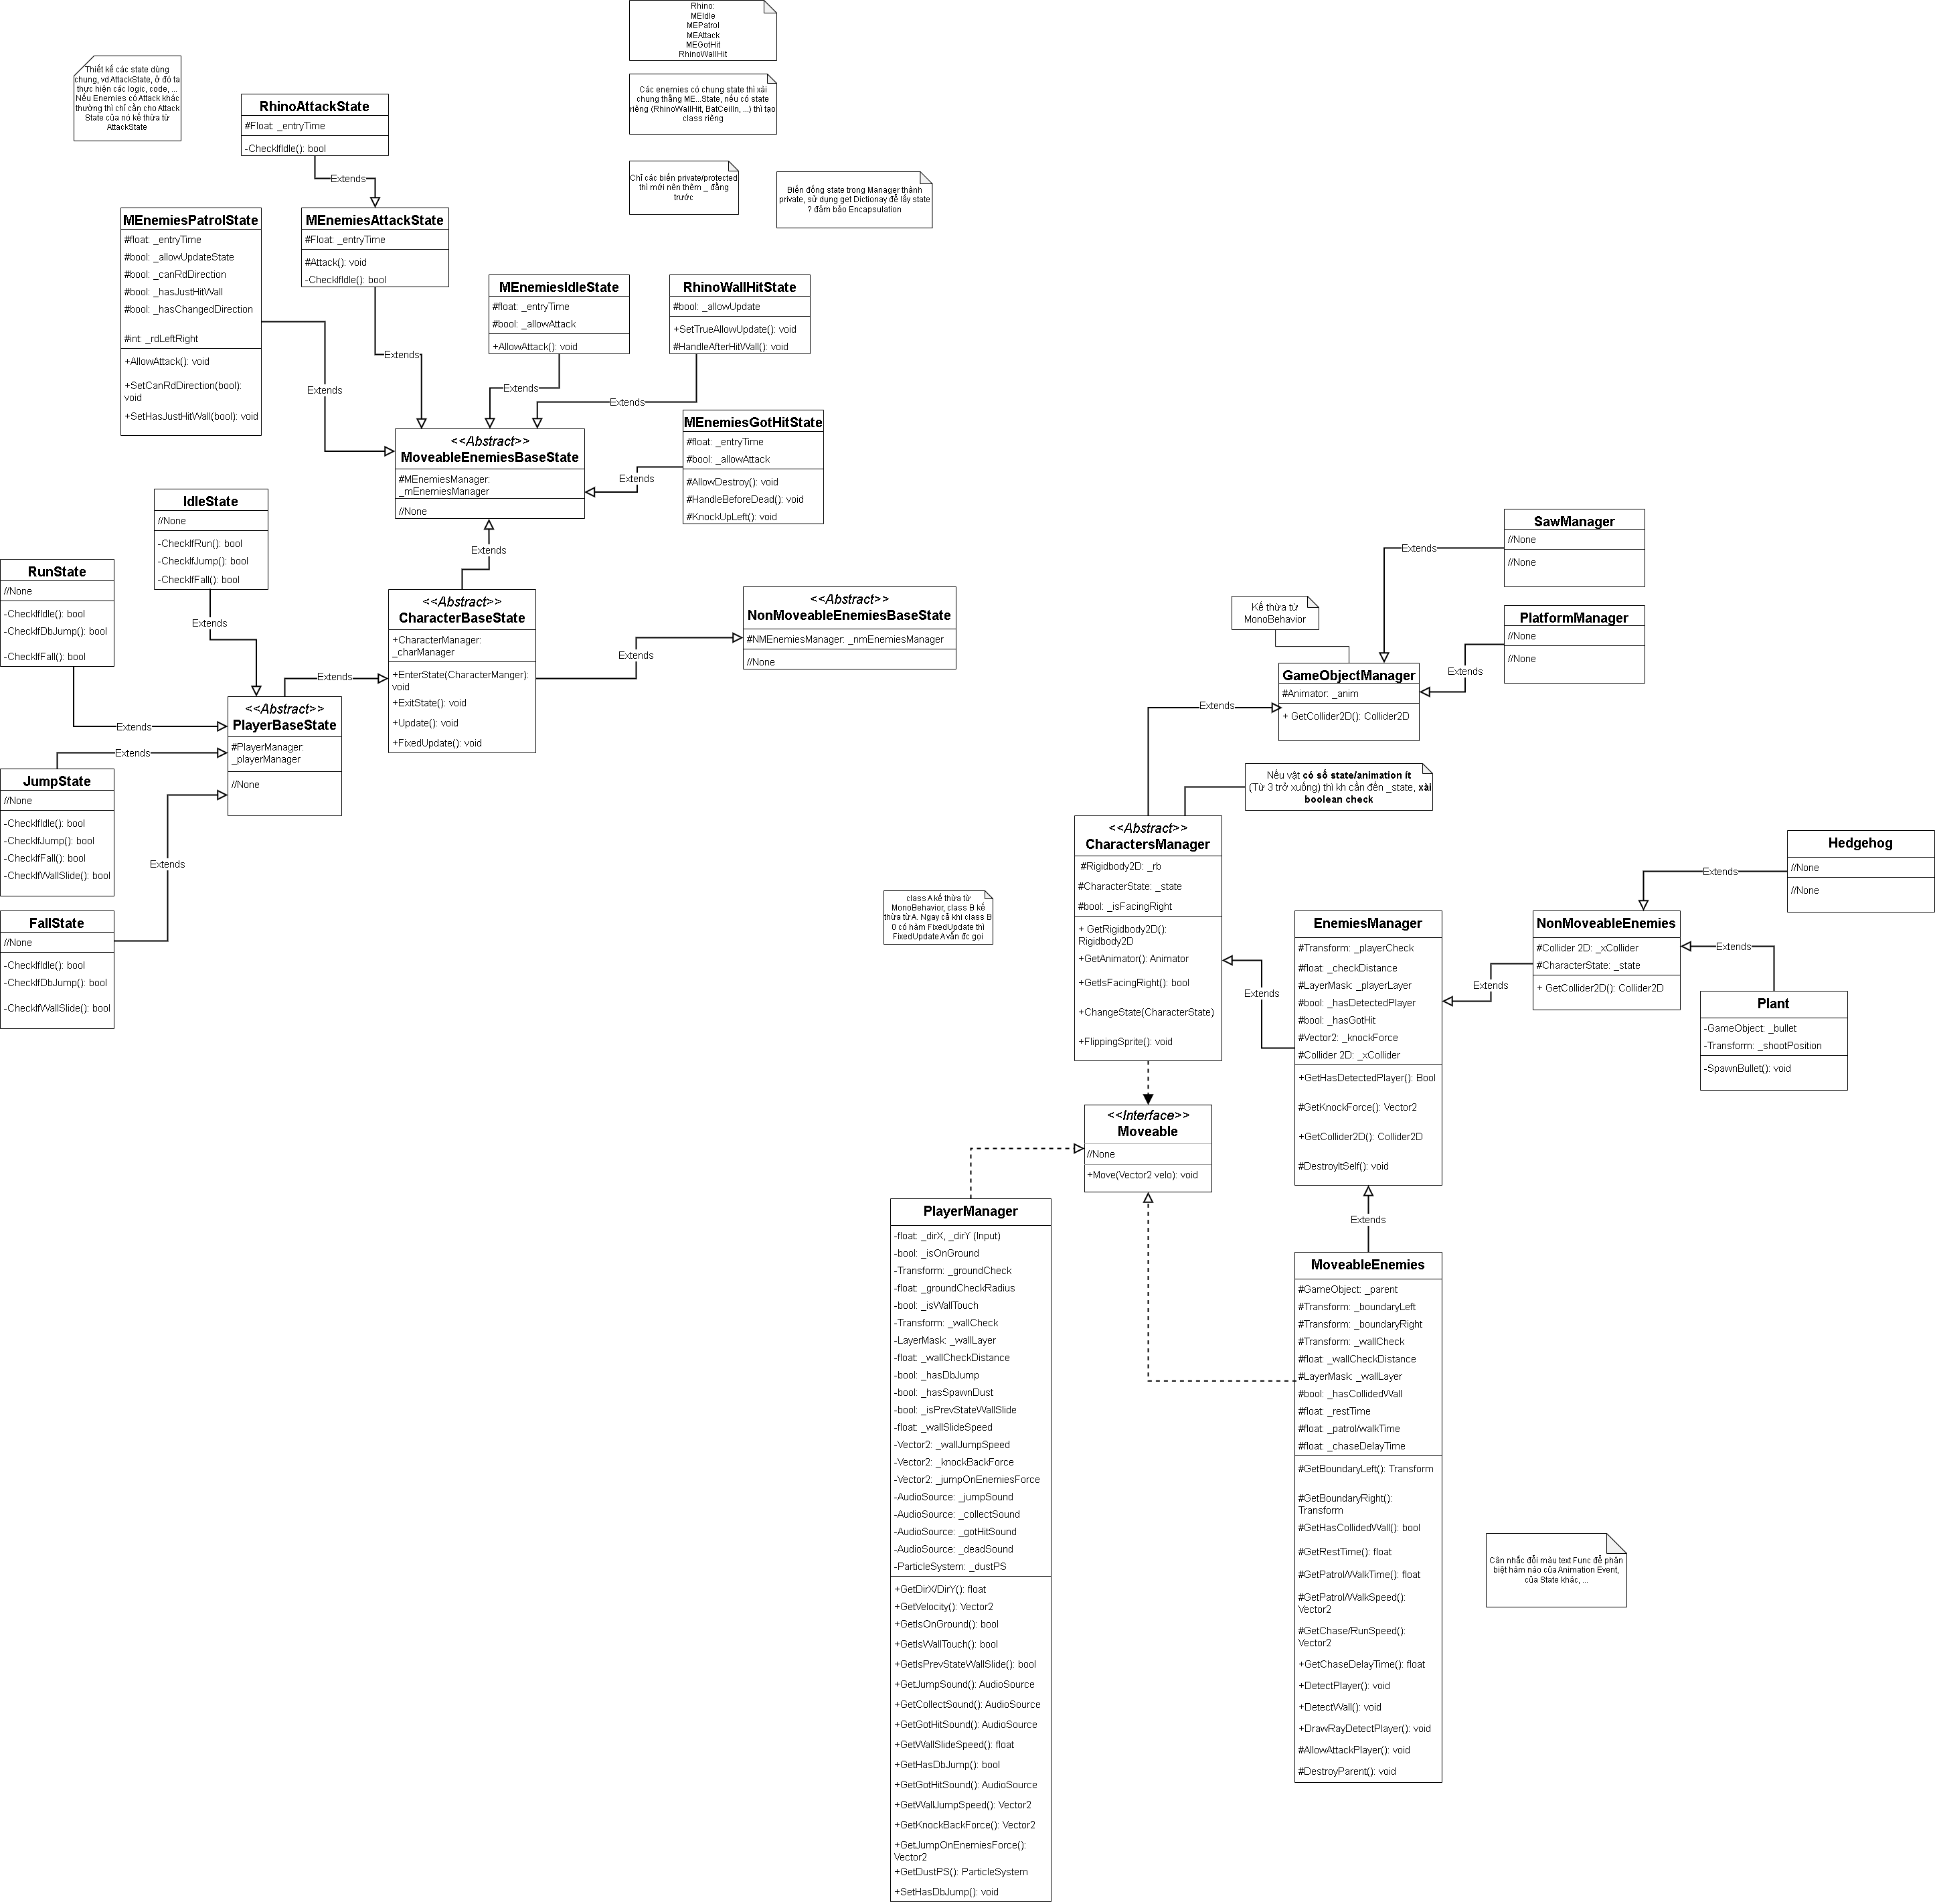 Rhino:
MEIdle
MEPatrol
MEAttack
MEGotHit
RhinoWallHit
Thiết kế các state dùng
chung, vd AttackState, ở đó ta
thực hiện các logic, code, ...
Nếu Enemies có Attack khác
thường thì chỉ cần cho Attack
State của nó kế thừa từ
AttackState
Các enemies có chung state thì xài
chung thằng ME...State, nếu có state
riêng (RhinoWallHit, BatCeilIn, ...) thì tạo
class riêng
Chỉ các biến private/protected
thì mới nên thêm _ đằng
trước
Biến đống state trong Manager thành
private, sử dụng get Dictionay để lấy state
? đảm bảo Encapsulation
RhinoAttackState
#Float: _entryTime
-CheckIfIdle(): bool
Extends
MEnemiesPatrolState
#float: _entryTime
#bool: _allowUpdateState
#bool: _canRdDirection
#bool: _hasJustHitWall
#bool: _hasChangedDirection
#int: _rdLeftRight
+AllowAttack(): void
+SetCanRdDirection(bool):
void
+SetHasJustHitWall(bool): void
Extends
MEnemiesAttackState
#Float: _entryTime
#Attack(): void
-CheckIfIdle(): bool
Extends
MEnemiesIdleState
#float: _entryTime
#bool: _allowAttack
+AllowAttack(): void
Extends
RhinoWallHitState
#bool: _allowUpdate
+SetTrueAllowUpdate(): void
#HandleAfterHitWall(): void
Extends
MEnemiesGotHitState
#float: _entryTime
#bool: _allowAttack
#AllowDestroy(): void
#HandleBeforeDead(): void
#KnockUpLeft(): void
Extends
<<Abstract>>
MoveableEnemiesBaseState
#MEnemiesManager:
_mEnemiesManager
//None
Extends
IdleState
//None
-CheckIfRun(): bool
-CheckIfJump(): bool
-CheckIfFall(): bool
Extends
RunState
//None
-CheckIfIdle(): bool
-CheckIfDbJump(): bool
-CheckIfFall(): bool
Extends
<<Abstract>>
CharacterBaseState
+CharacterManager:
_charManager
+EnterState(CharacterManger):
void
+ExitState(): void
+Update(): void
+FixedUpdate(): void
Extends
Extends
<<Abstract>>
NonMoveableEnemiesBaseState
#NMEnemiesManager: _nmEnemiesManager
//None
<<Abstract>>
PlayerBaseState
#PlayerManager:
_playerManager
//None
JumpState
//None
-CheckIfIdle(): bool
-CheckIfJump(): bool
-CheckIfFall(): bool
-CheckIfWallSlide(): bool
Extends
FallState
//None
-CheckIfIdle(): bool
-CheckIfDbJump(): bool
-CheckIfWallSlide(): bool
Extends
SawManager
//None
//None
Extends
PlatformManager
//None
//None
Extends
Kế thừa từ
MonoBehavior
GameObjectManager
#Animator: _anim
+ GetCollider2D(): Collider2D
Extends
Nếu vật có số state/animation ít
(Từ 3 trở xuống) thì kh cần đến _state, xài
boolean check
<<Abstract>>
CharactersManager
#Rigidbody2D: _rb
#CharacterState: _state
#bool: _isFacingRight
+ GetRigidbody2D():
Rigidbody2D
+GetAnimator(): Animator
+GetIsFacingRight(): bool
+ChangeState(CharacterState)
+FlippingSprite(): void
class A kế thừa từ
MonoBehavior, class B kế
thừa từ A. Ngay cả khi class B
0 có hàm FixedUpdate thì
FixedUpdate A vẫn đc gọi
Extends
EnemiesManager
#Transform: _playerCheck
#float: _checkDistance
#LayerMask: _playerLayer
#bool: _hasDetectedPlayer
#bool: _hasGotHit
#Vector2: _knockForce
#Collider 2D: _xCollider
+GetHasDetectedPlayer(): Bool
#GetKnockForce(): Vector2
+GetCollider2D(): Collider2D
#DestroyItSelf(): void
Extends
NonMoveableEnemies
#Collider 2D: _xCollider
#CharacterState: _state
+ GetCollider2D(): Collider2D
Extends
Hedgehog
//None
//None
Extends
Plant
-GameObject: _bullet
-Transform: _shootPosition
-SpawnBullet(): void
<<Interface>>
Moveable
//None
+Move(Vector2 velo): void
PlayerManager
-float: _dirX, _dirY (Input)
-bool: _isOnGround
-Transform: _groundCheck
-float: _groundCheckRadius
-bool: _isWallTouch
-Transform: _wallCheck
-LayerMask: _wallLayer
-float: _wallCheckDistance
-bool: _hasDbJump
-bool: _hasSpawnDust
-bool: _isPrevStateWallSlide
-float: _wallSlideSpeed
-Vector2: _wallJumpSpeed
-Vector2: _knockBackForce
-Vector2: _jumpOnEnemiesForce
-AudioSource: _jumpSound
-AudioSource: _collectSound
-AudioSource: _gotHitSound
-AudioSource: _deadSound
-ParticleSystem: _dustPS
+GetDirX/DirY(): float
+GetVelocity(): Vector2
+GetIsOnGround(): bool
+GetIsWallTouch(): bool
+GetIsPrevStateWallSlide(): bool
+GetJumpSound(): AudioSource
+GetCollectSound(): AudioSource
+GetGotHitSound(): AudioSource
+GetWallSlideSpeed(): float
+GetHasDbJump(): bool
+GetGotHitSound(): AudioSource
+GetWallJumpSpeed(): Vector2
+GetKnockBackForce(): Vector2
+GetJumpOnEnemiesForce():
Vector2
+GetDustPS(): ParticleSystem
+SetHasDbJump(): void
Extends
MoveableEnemies
#GameObject: _parent
#Transform: _boundaryLeft
#Transform: _boundaryRight
#Transform: _wallCheck
#float: _wallCheckDistance
#LayerMask: _wallLayer
#bool: _hasCollidedWall
#float: _restTime
#float: _patrol/walkTime
#float: _chaseDelayTime
#GetBoundaryLeft(): Transform
#GetBoundaryRight():
Transform
#GetHasCollidedWall(): bool
#GetRestTime(): float
#GetPatrol/WalkTime(): float
#GetPatrol/WalkSpeed():
Vector2
#GetChase/RunSpeed():
Vector2
+GetChaseDelayTime(): float
+DetectPlayer(): void
+DetectWall(): void
+DrawRayDetectPlayer(): void
#AllowAttackPlayer(): void
#DestroyParent(): void
Cân nhắc đổi màu text Func để phân
biệt hàm nào của Animation Event,
của State khác, ...